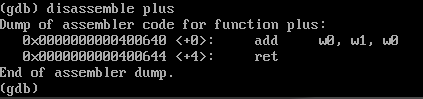 (gdb) disassemble plus
Dump of assembler code for function plus:
   0x0000000000400640 <+0>:     add     w0, w1, w0
   0x0000000000400644 <+4>:     ret
End of assembler dump.
(gdb)